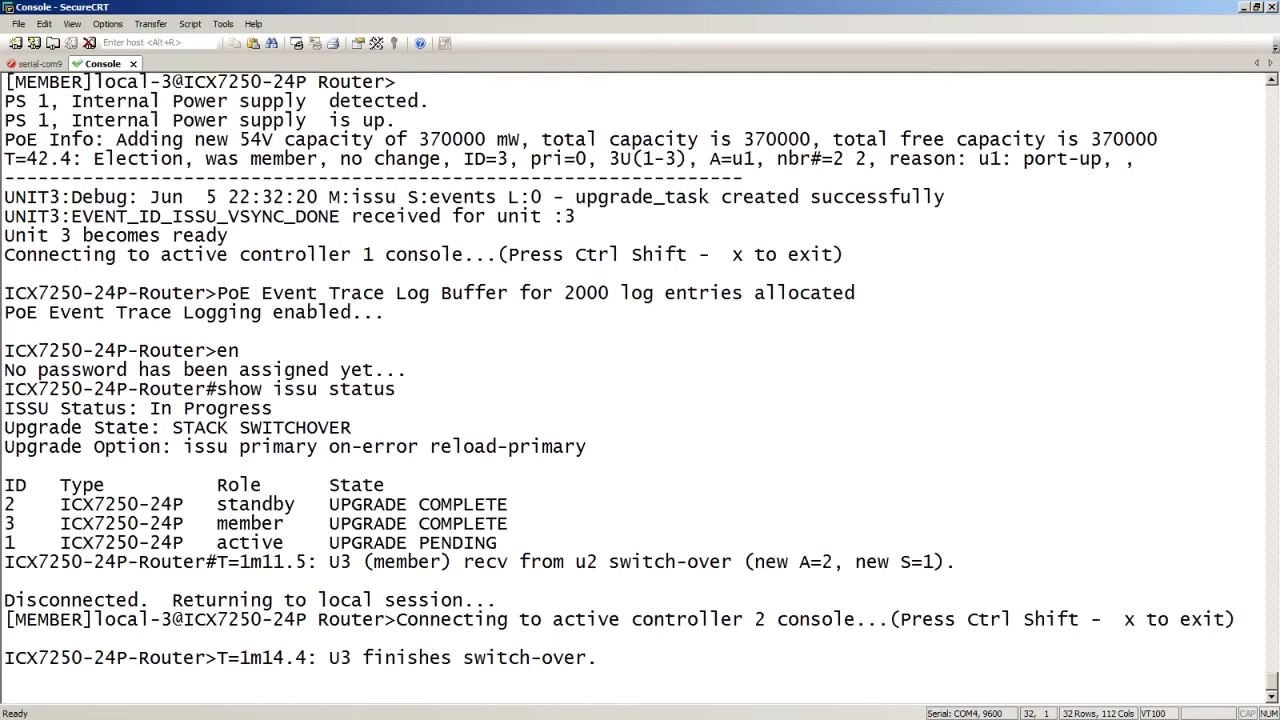 Console - SecureCRT
File Edit View Options Transfer Script Tools Help
Enter host <Alt+R>
serial-com9 Console
[MEMBER]local-3@ICX7250-24P Router>
PS 1, Internal Power supply  detected.
PS 1, Internal Power supply  is up.
PoE Info: Adding new 54V capacity of 370000 mW, total capacity is 370000, total free capacity is 370000
T=42.4: Election, was member, no change, ID=3, pri=0, 3U(1-3), A=u1, nbr#=2 2, reason: u1: port-up, ,
------------------------------------------------------------------
UNIT3:Debug: Jun  5 22:32:20 M:issu S:events L:0 - upgrade_task created successfully
UNIT3:EVENT_ID_ISSU_VSYNC_DONE received for unit :3
Unit 3 becomes ready
Connecting to active controller 1 console...(Press Ctrl Shift -  x to exit)
ICX7250-24P-Router>PoE Event Trace Log Buffer for 2000 log entries allocated
PoE Event Trace Logging enabled...
ICX7250-24P-Router>en
No password has been assigned yet...
ICX7250-24P-Router#show issu status
ISSU Status: In Progress
Upgrade State: STACK SWITCHOVER
Upgrade Option: issu primary on-error reload-primary
ID   Type          Role      State
2    ICX7250-24P   standby   UPGRADE COMPLETE
3    ICX7250-24P   member    UPGRADE COMPLETE
1    ICX7250-24P   active    UPGRADE PENDING
ICX7250-24P-Router#T=1m11.5: U3 (member) recv from u2 switch-over (new A=2, new S=1).
Disconnected.  Returning to local session...
[MEMBER]local-3@ICX7250-24P Router>Connecting to active controller 2 console...(Press Ctrl Shift -  x to exit)
ICX7250-24P-Router>T=1m14.4: U3 finishes switch-over.
Ready Serial: COM4, 9600 32, 1 32 Rows, 112 Cols VT100 CAP NUM